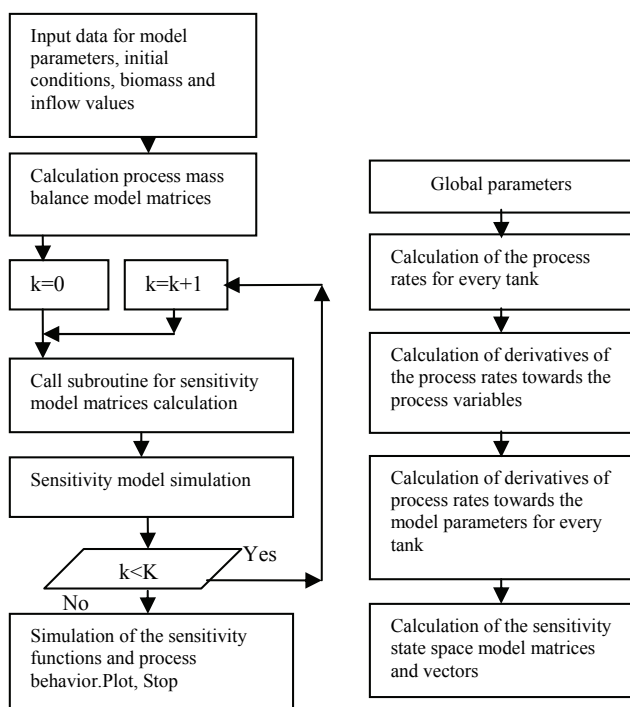 Input data for model
parameters, initial
conditions, biomass and
inflow values
Calculation process mass
balance model matrices
k=0
k=k+1
Call subroutine for sensitivity
model matrices calculation
Sensitivity model simulation
k<K
Yes
No
Simulation of the sensitivity
functions and process
behavior.Plot, Stop
Global parameters
Calculation of the process
rates for every tank
Calculation of derivatives of
the process rates towards the
process variables
Calculation of derivatives of
process rates towards the
model parameters for every
tank
Calculation of the sensitivity
state space model matrices
and vectors